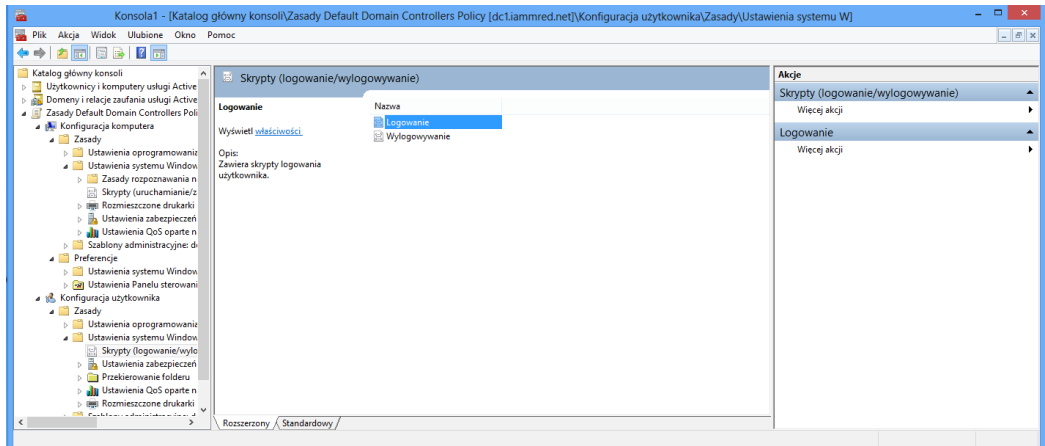 Konsola1 - [Katalog główny konsoli\Zasady Default Domain Controllers Policy [dc1.iammred.net]\Konfiguracja użytkownika\Zasady\Ustawienia systemu W]
Plik Akcja Widok Ulubione Okno Pomoc
Katalog główny konsoli
Użytkownicy i komputery usługi Active
Domeny i relacje zaufania usługi Active
Zasady Default Domain Controllers Poli
Konfiguracja komputera
Zasady
Ustawienia oprogramowania
Ustawienia systemu Window
Zasady rozpoznawania n
Skrypty (uruchamianie/z
Rozmieszczone drukarki
Ustawienia zabezpieczeń
Ustawienia QoS oparte n
Szablony administracyjne: d
Preferencje
Ustawienia systemu Window
Ustawienia Panelu sterowani
Konfiguracja użytkownika
Zasady
Ustawienia oprogramowania
Ustawienia systemu Window
Skrypty (logowanie/wylo
Ustawienia zabezpieczeń
Przekierowanie folderu
Ustawienia QoS oparte n
Rozmieszczone drukarki
Skrypty (logowanie/wylogowywanie)
Logowanie
Wyświetl właściwości
Opis:
Zawiera skrypty logowania
użytkownika.
Nazwa
Logowanie
Wylogowywanie
Rozszerzony Standardowy
Akcje
Skrypty (logowanie/wylogowywanie)
Więcej akcji
Logowanie
Więcej akcji